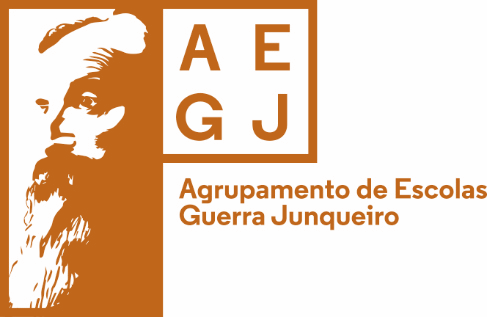 A E
G J
Agrupamento de Escolas
Guerra Junqueiro